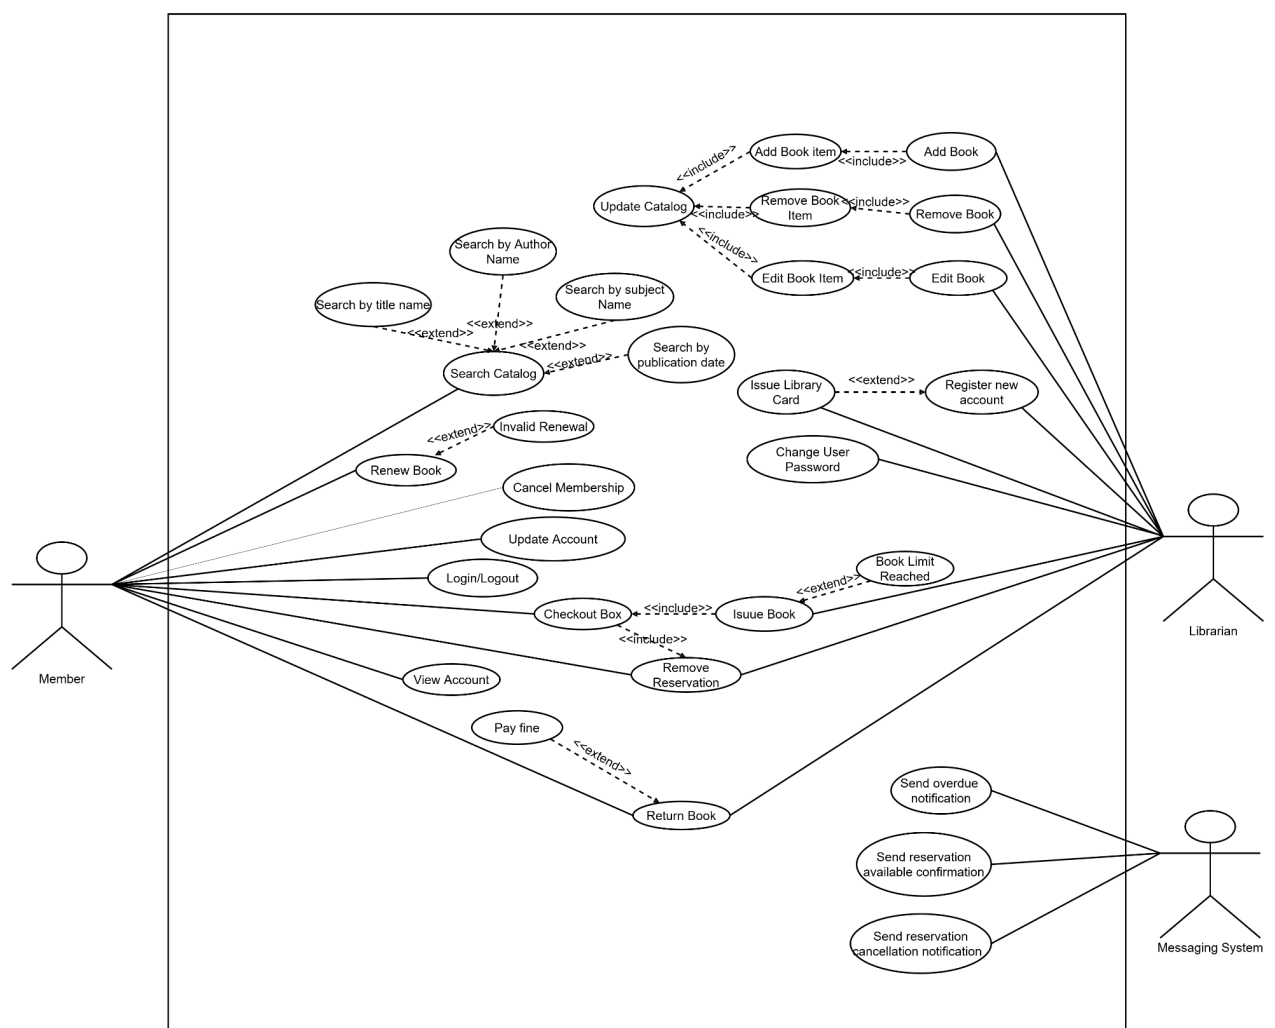 Add Book item
<<include>>
Add Book
<<include>>
Update Catalog
<<include>>
Remove Book
Item
<<include>>
Remove Book
<<include>>
Edit Book Item
<<include>>
Edit Book
Search by Author
Name
Search by title name
Search by subject
Name
<<extend>>
<<extend>>
<<extend>>
<<extend>>
Search by
publication date
Search Catalog
Issue Library
Card
<<extend>>
Register new
account
<<extend>>
Invalid Renewal
Renew Book
Change User
Password
Cancel Membership
Update Account
Login/Logout
Book Limit
Reached
<<extend>>
Checkout Box
<<include>>
Isuue Book
<<include>>
Remove
Reservation
View Account
Member
Librarian
Pay fine
<<extend>>
Return Book
Send overdue
notification
Send reservation
available confirmation
Send reservation
cancellation notification
Messaging System